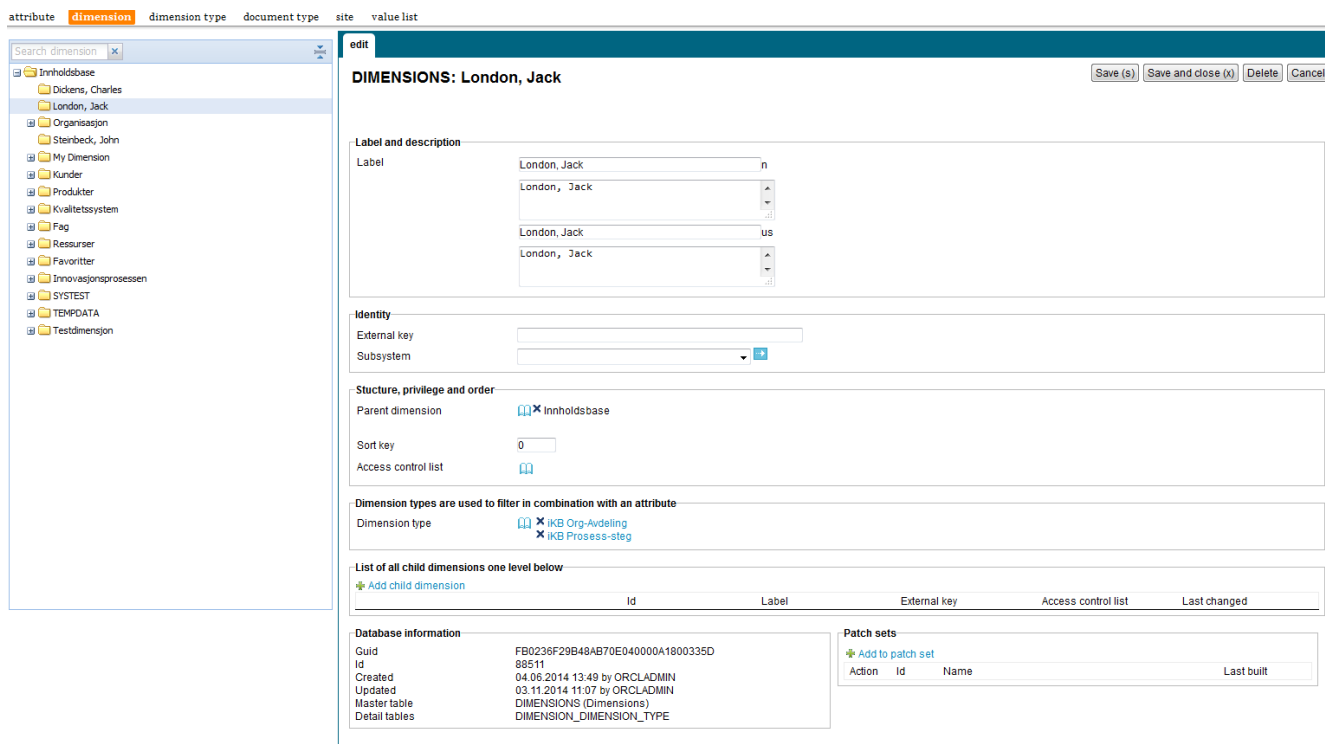 attribute dimension dimension type document type site value list
Search dimension
Innholdsbase
Dickens, Charles
London, Jack
Organisasjon
Steinbeck, John
My Dimension
Kunder
Produkter
Kvalitetssystem
Fag
Ressurser
Favoritter
Innovasjonsprosessen
SYSTEST
TEMPDATA
Testdimensjon
edit
DIMENSIONS: London, Jack
Save (s) Save and close (x) Delete Cancel
Label and description
Label London, Jack n
London, Jack
London, Jack us
London, Jack
Identity
External key
Subsystem
Stucture, privilege and order
Parent dimension Innholdsbase
Sort key 0
Access control list
Dimension types are used to filter in combination with an attribute
Dimension type iKB Org-Avdeling
iKB Prosess-steg
List of all child dimensions one level below
Add child dimension
Id Label External key Access control list Last changed
Database information
Guid FB0236F29B48AB70E040000A1800335D
Id 88511
Created 04.06.2014 13:49 by ORCLADMIN
Updated 03.11.2014 11:07 by ORCLADMIN
Master table DIMENSIONS (Dimensions)
Detail tables DIMENSION_DIMENSION_TYPE
Patch sets
Add to patch set
Action Id Name Last built